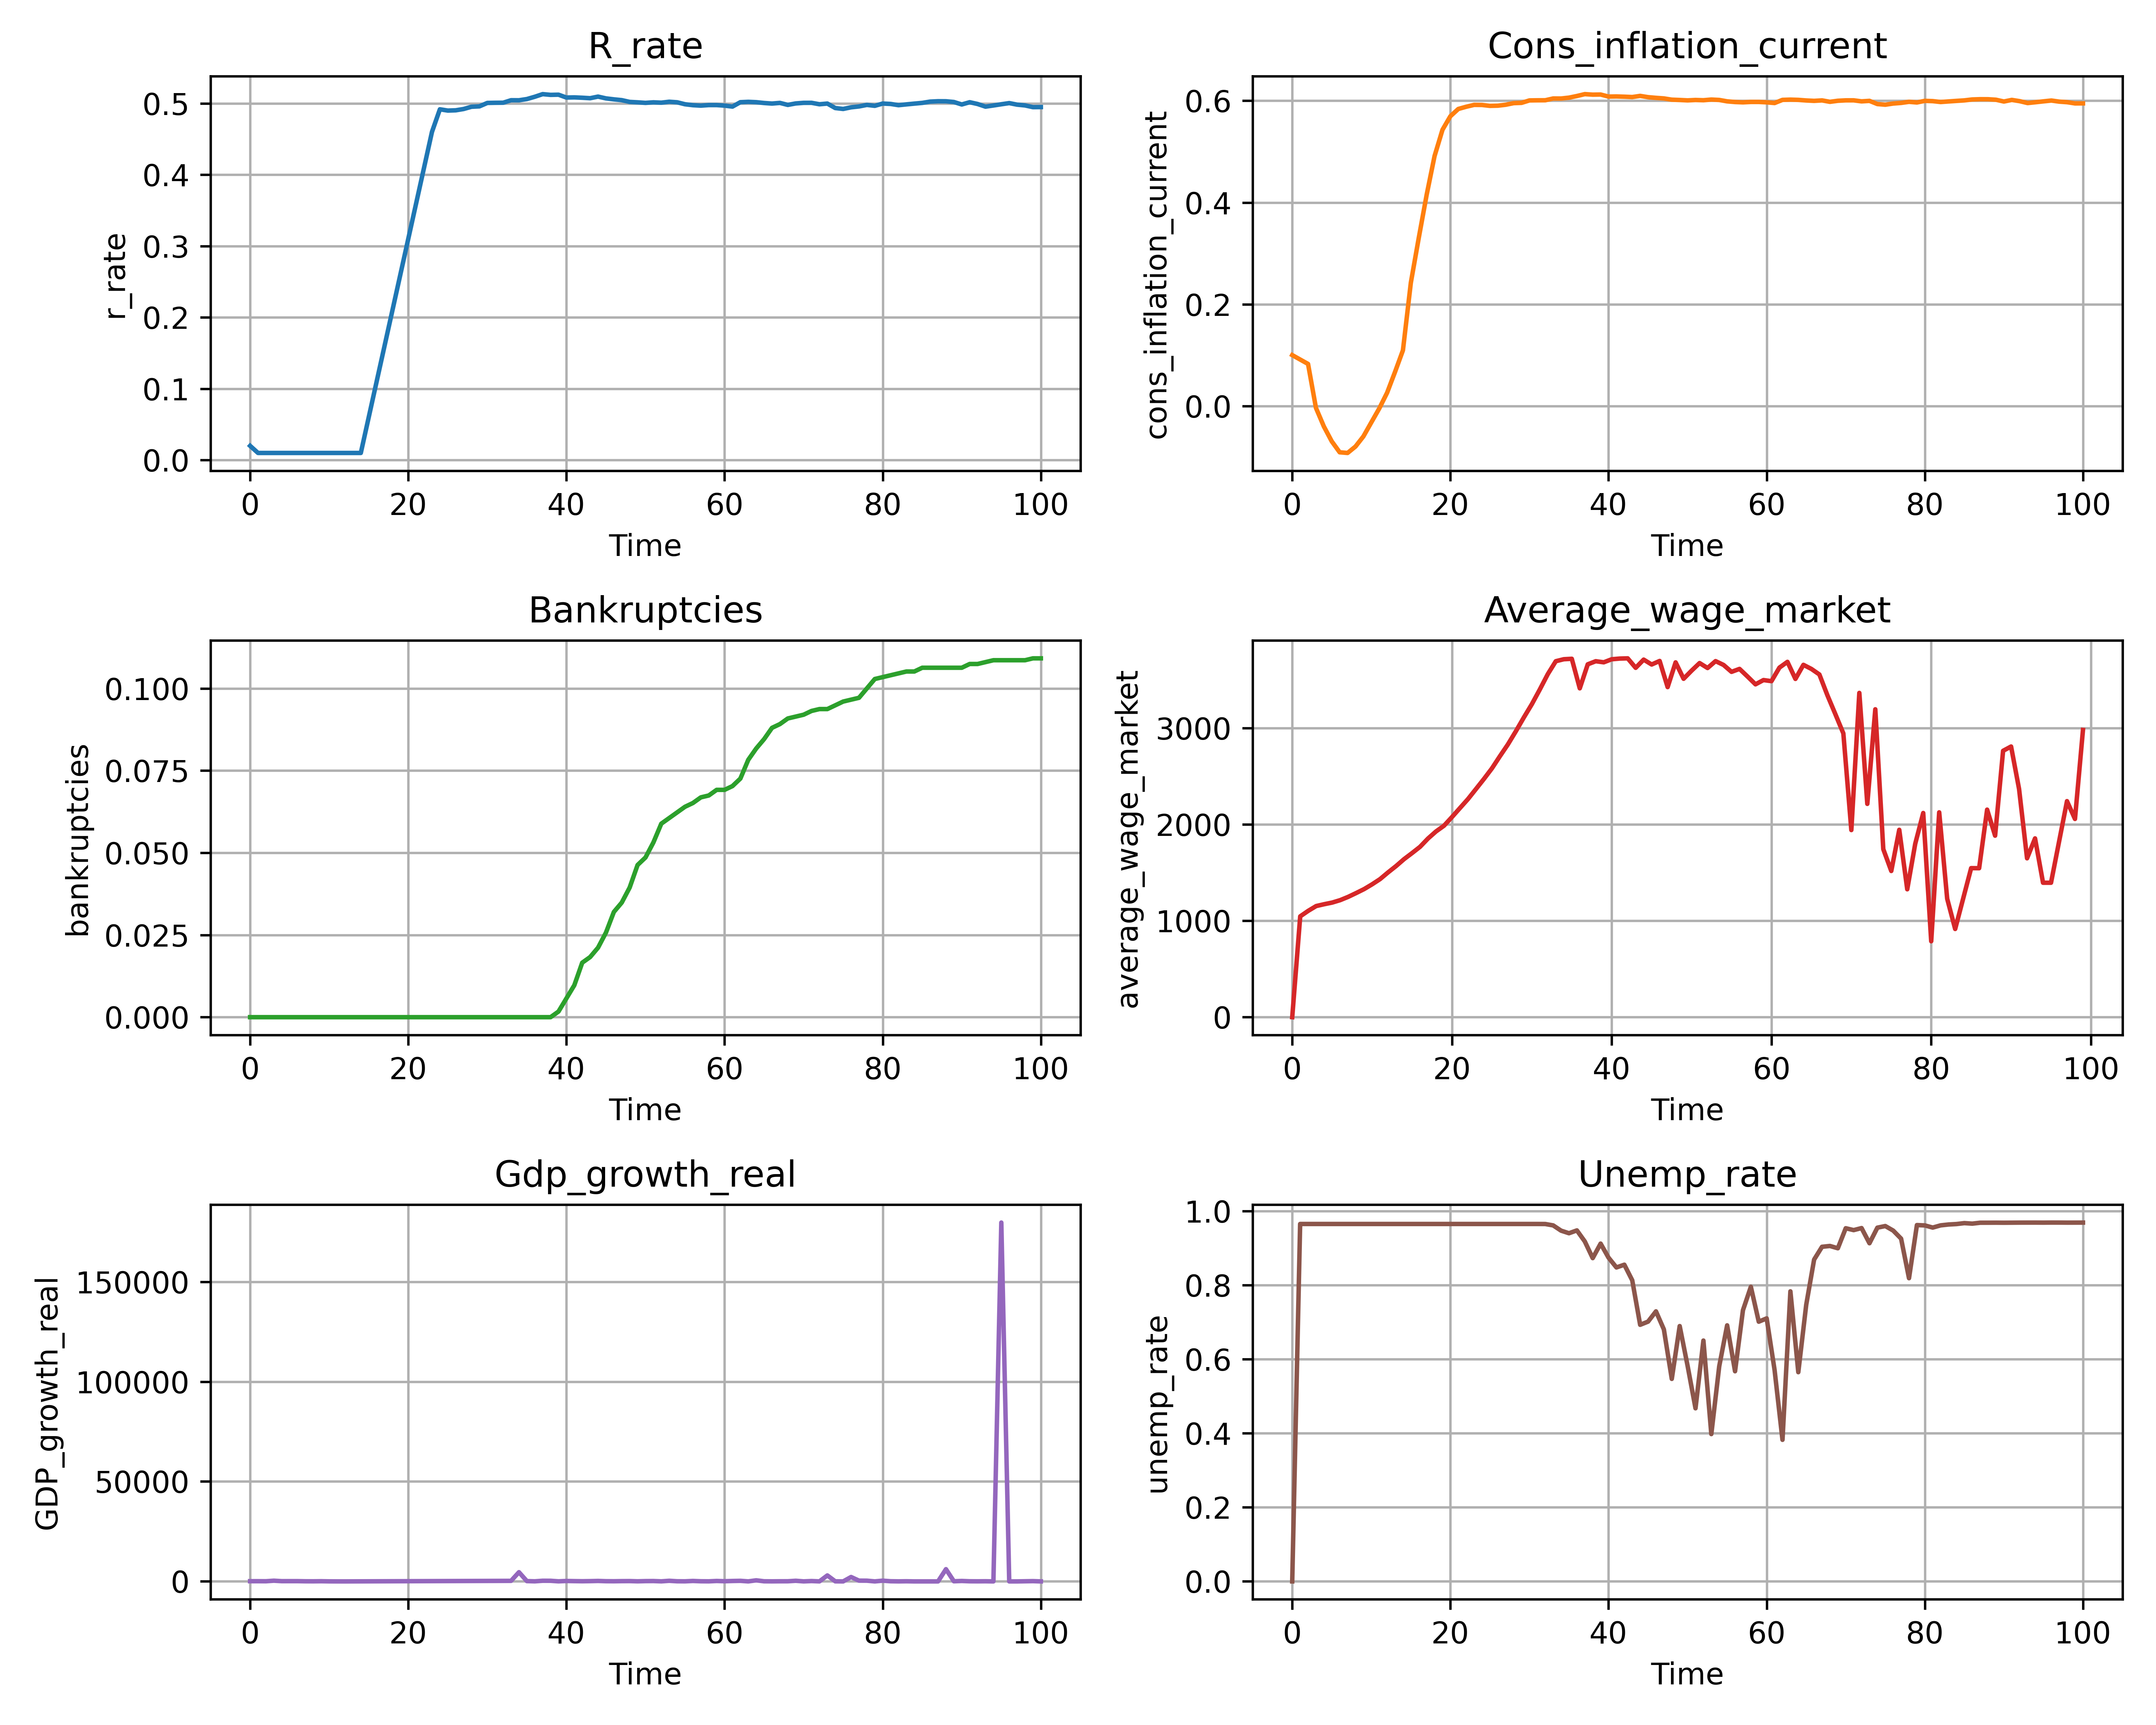 R_rate
r_rate
0.5
0.4
0.3
0.2
0.1
0.0
0 20 40 60 80 100
Time
Cons_inflation_current
cons_inflation_current
0.6
0.4
0.2
0.0
0 20 40 60 80 100
Time
Bankruptcies
bankruptcies
0.100
0.075
0.050
0.025
0.000
0 20 40 60 80 100
Time
Average_wage_market
average_wage_market
3000
2000
1000
0
0 20 40 60 80 100
Time
Gdp_growth_real
GDP_growth_real
150000
100000
50000
0
0 20 40 60 80 100
Time
Unemp_rate
unemp_rate
1.0
0.8
0.6
0.4
0.2
0.0
0 20 40 60 80 100
Time